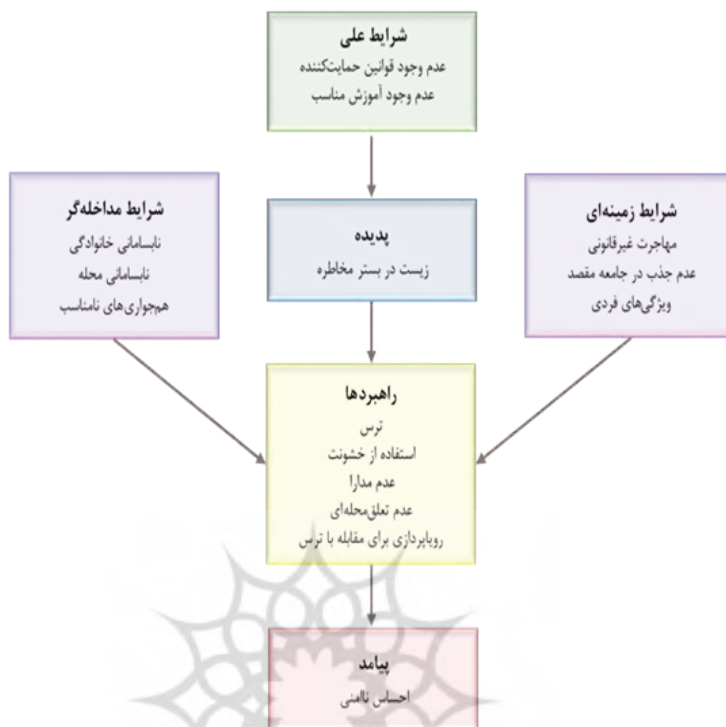 شرایط علی
عدم وجود قوانین حمایت‌کننده
عدم وجود آموزش مناسب
شرایط زمینه‌ای
مهاجرت غیرقانونی
عدم جذب در جامعه مقصد
ویژگی‌های فردی
پدیده
زیست در بستر مخاطره
شرایط مداخله‌گر
نابسامانی خانوادگی
نابسامانی محله
هم‌جواری‌های نامناسب
راهبردها
ترس
استفاده از خشونت
عدم مدارا
عدم تعلق‌محله‌ای
رویاپردازی برای مقابله با ترس
پیامد
احساس ناامنی